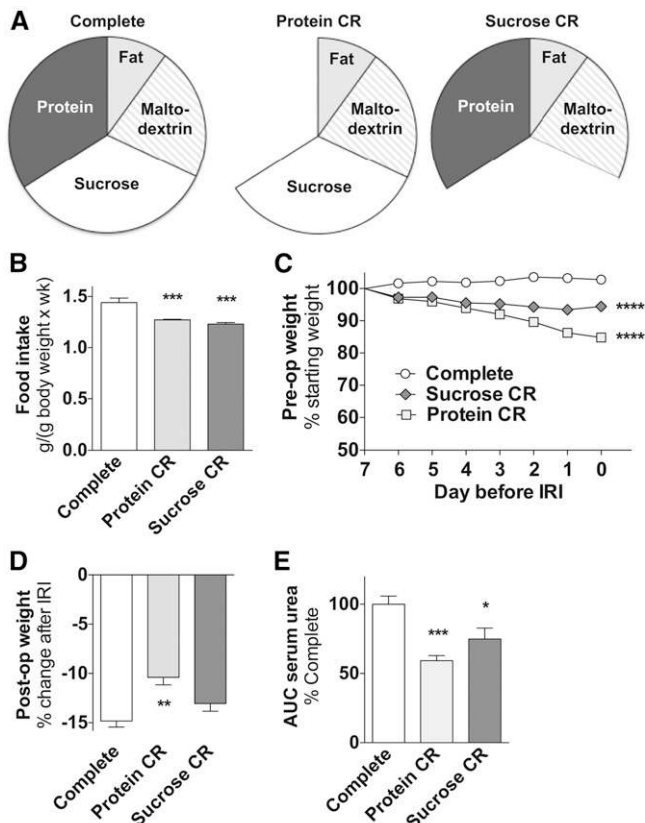 A
Complete
Protein CR
Sucrose CR
Fat
Protein
Malto-
dextrin
Sucrose
Fat
Malto-
dextrin
Sucrose
Fat
Protein
Malto-
dextrin
B
Food intake
g/(g body weight x wk)
1.5
1.0
0.5
0.0
***
***
Complete
Protein CR
Sucrose CR
C
Pre-op weight
% starting weight
100
90
80
70
60
50
****
****
Complete
Sucrose CR
Protein CR
7 6 5 4 3 2 1 0
Day before IRI
D
Post-op weight
% change after IRI
0
-5
-10
-15
**
Complete
Protein CR
Sucrose CR
E
AUC serum urea
% Complete
100
50
0
***
*
Complete
Protein CR
Sucrose CR